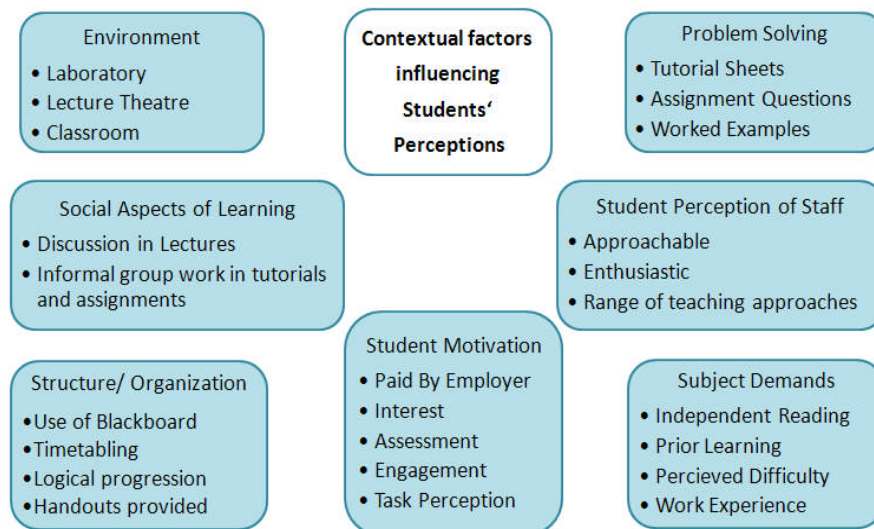 Environment
• Laboratory
• Lecture Theatre
• Classroom
Contextual factors
influencing
Students‘
Perceptions
Problem Solving
• Tutorial Sheets
• Assignment Questions
• Worked Examples
Social Aspects of Learning
• Discussion in Lectures
• Informal group work in tutorials
and assignments
Student Perception of Staff
• Approachable
• Enthusiastic
• Range of teaching approaches
Structure/ Organization
•Use of Blackboard
•Timetabling
•Logical progression
•Handouts provided
Student Motivation
• Paid By Employer
• Interest
• Assessment
• Engagement
• Task Perception
Subject Demands
• Independent Reading
• Prior Learning
• Percieved Difficulty
• Work Experience